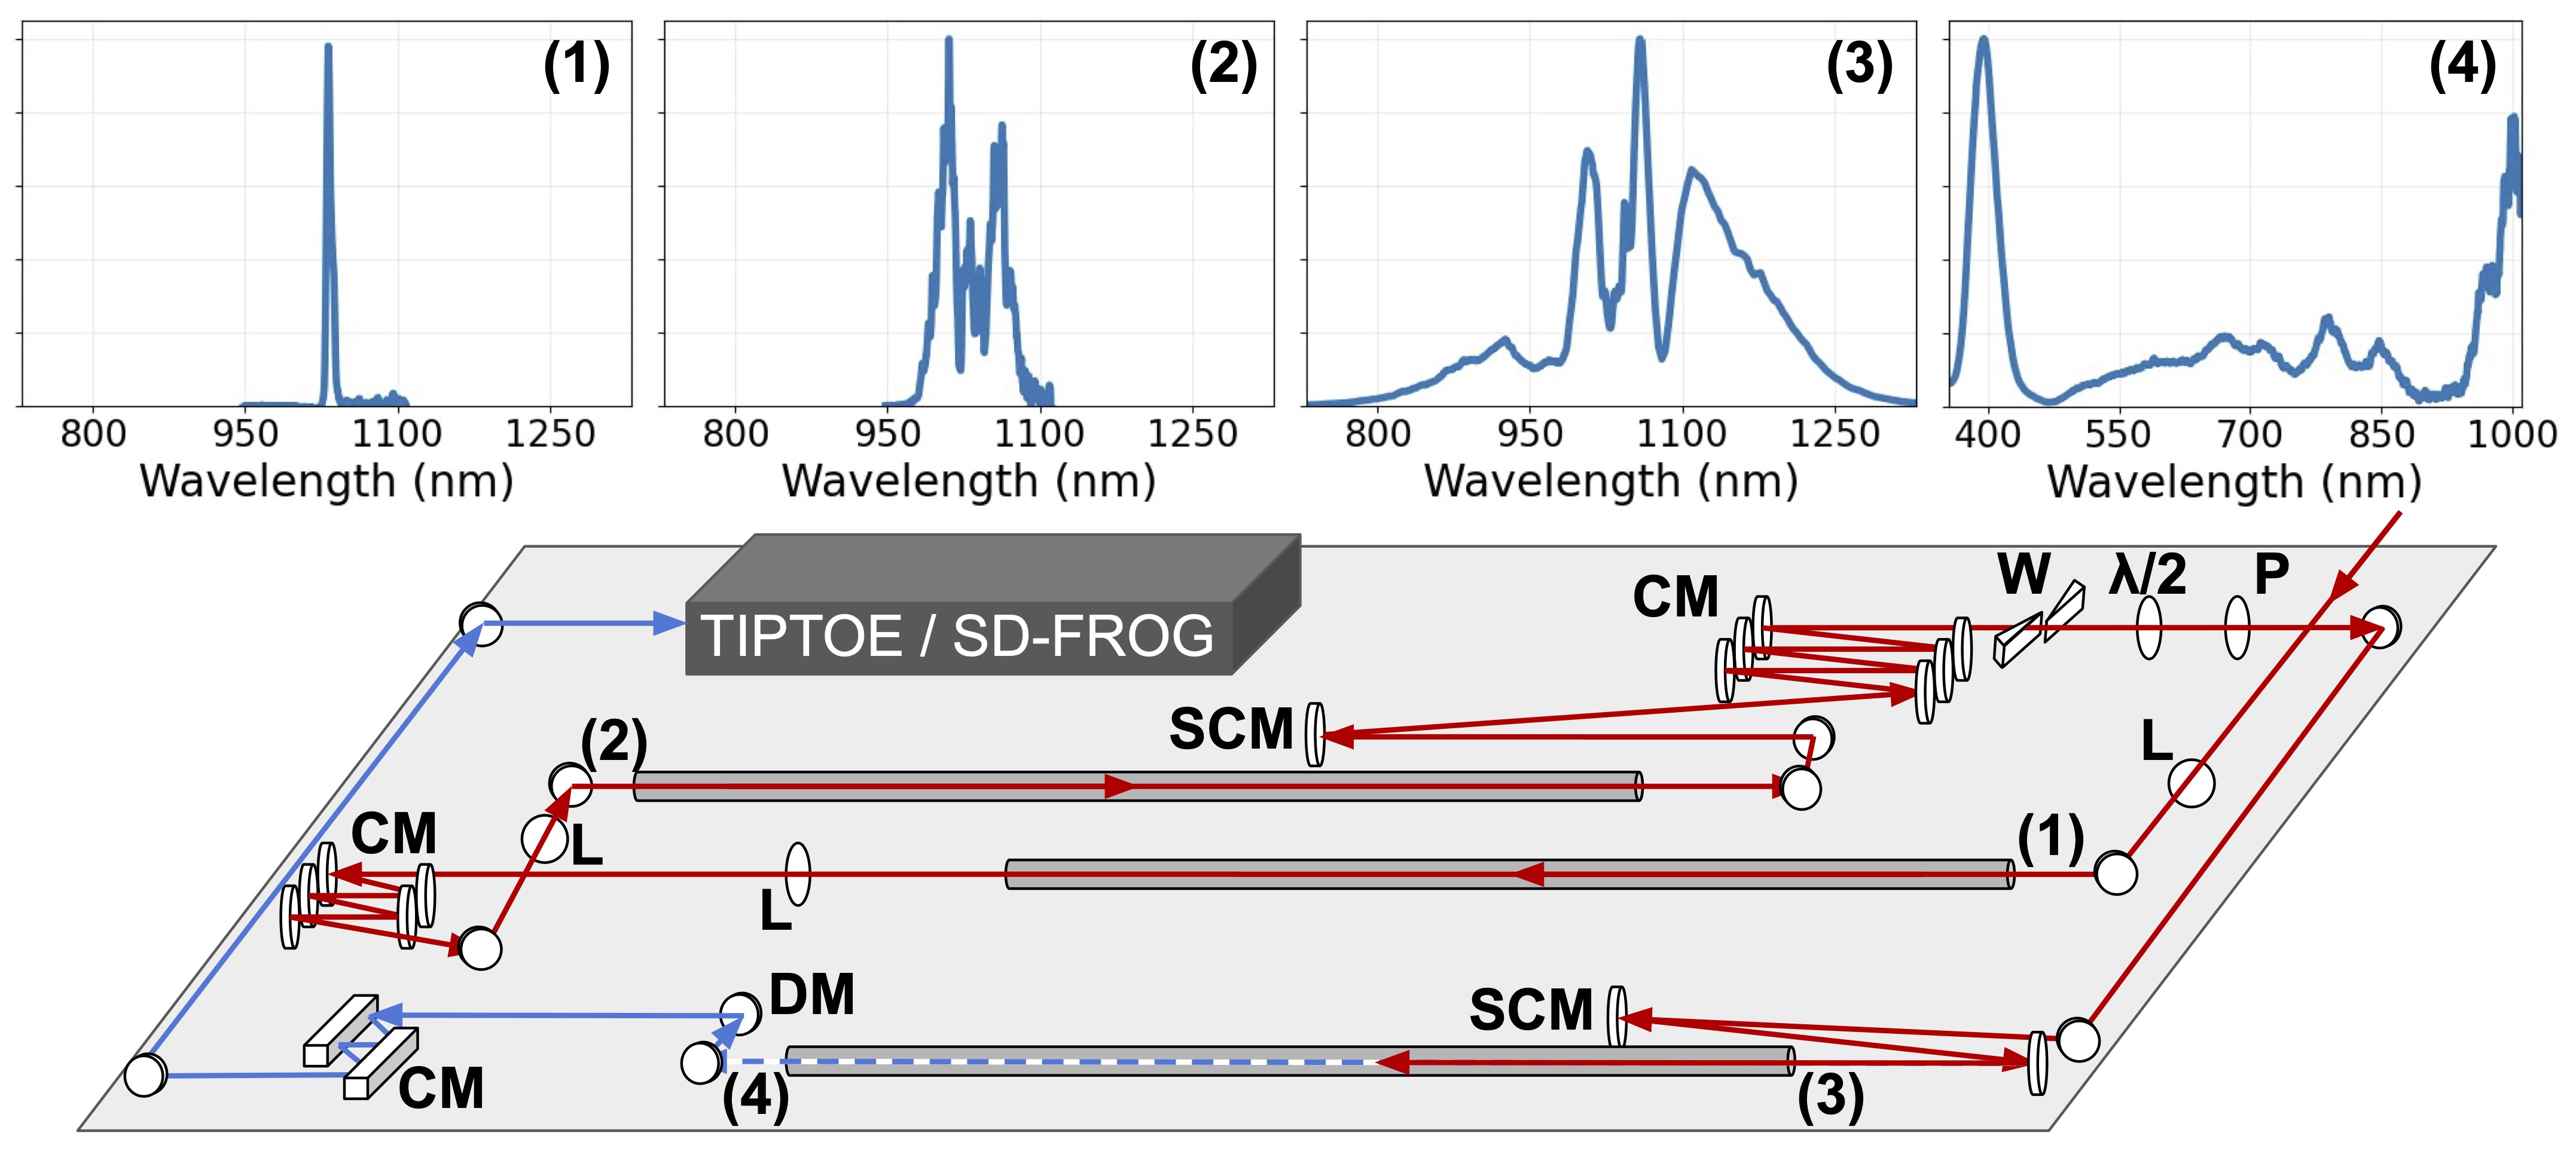 (1)
(2)
(3)
(4)
800 950 1100 1250
800 950 1100 1250
800 950 1100 1250
400 550 700 850 1000
Wavelength (nm)
Wavelength (nm)
Wavelength (nm)
Wavelength (nm)
TIPTOE / SD-FROG
CM
W
λ/2
P
SCM
(2)
L
CM
L
(1)
L
DM
SCM
CM
(4)
(3)